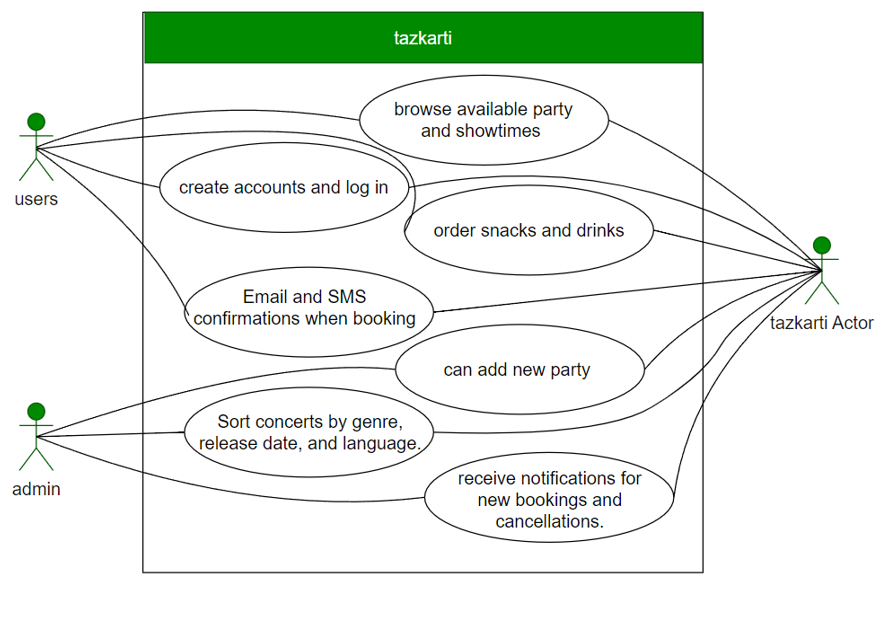 tazkarti
browse available party
and showtimes
users
create accounts and log in
order snacks and drinks
Email and SMS
confirmations when booking
tazkarti Actor
can add new party
Sort concerts by genre,
release date, and language.
admin
receive notifications for
new bookings and
cancellations.